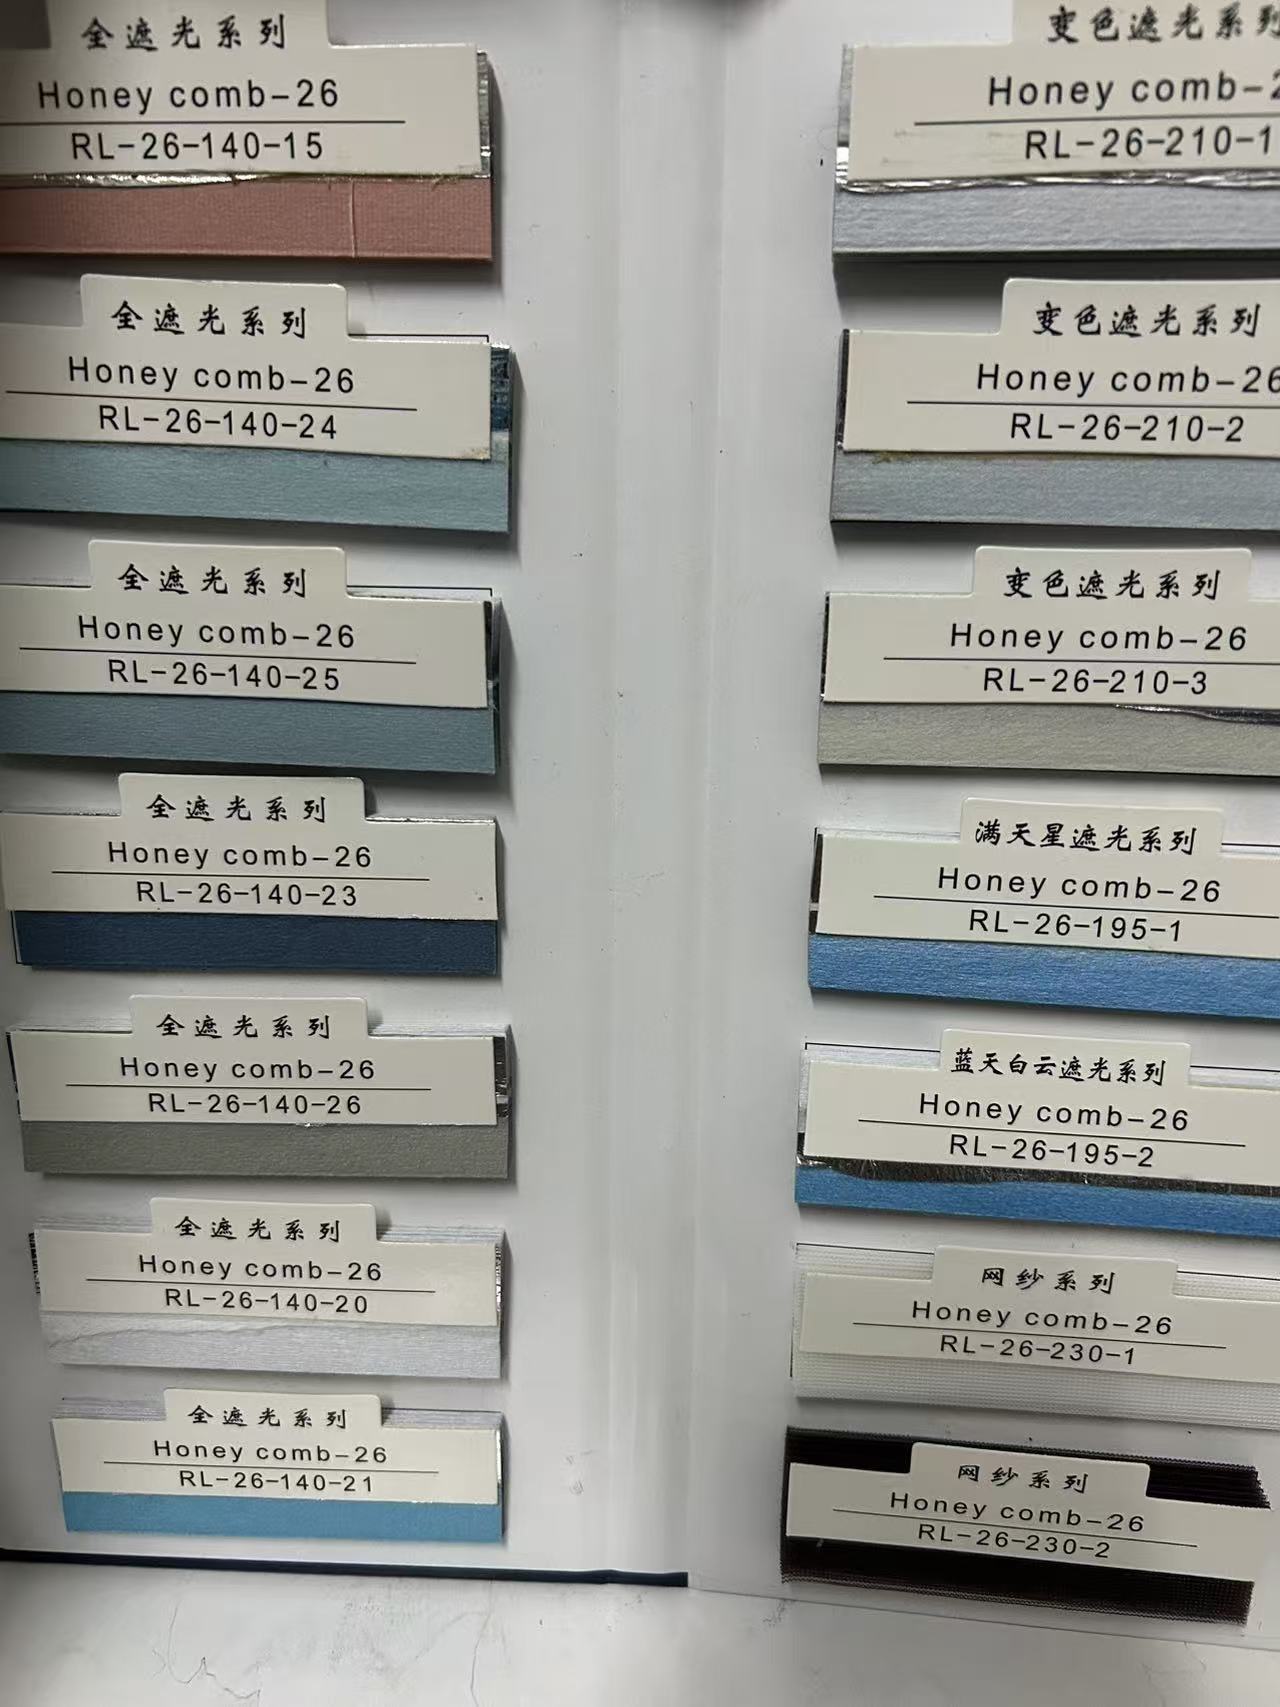 全遮光系列
Honey comb-26
RL-26-140-15
全遮光系列
Honey comb-26
RL-26-140-24
全遮光系列
Honey comb-26
RL-26-140-25
全遮光系列
Honey comb-26
RL-26-140-23
全遮光系列
Honey comb-26
RL-26-140-26
全遮光系列
Honey comb-26
RL-26-140-20
全遮光系列
Honey comb-26
RL-26-140-21
变色遮光系列
Honey comb-2
RL-26-210-1
变色遮光系列
Honey comb-26
RL-26-210-2
变色遮光系列
Honey comb-26
RL-26-210-3
满天星遮光系列
Honey comb-26
RL-26-195-1
蓝天白云遮光系列
Honey comb-26
RL-26-195-2
网纱系列
Honey comb-26
RL-26-230-1
网纱系列
Honey comb-26
RL-26-230-2